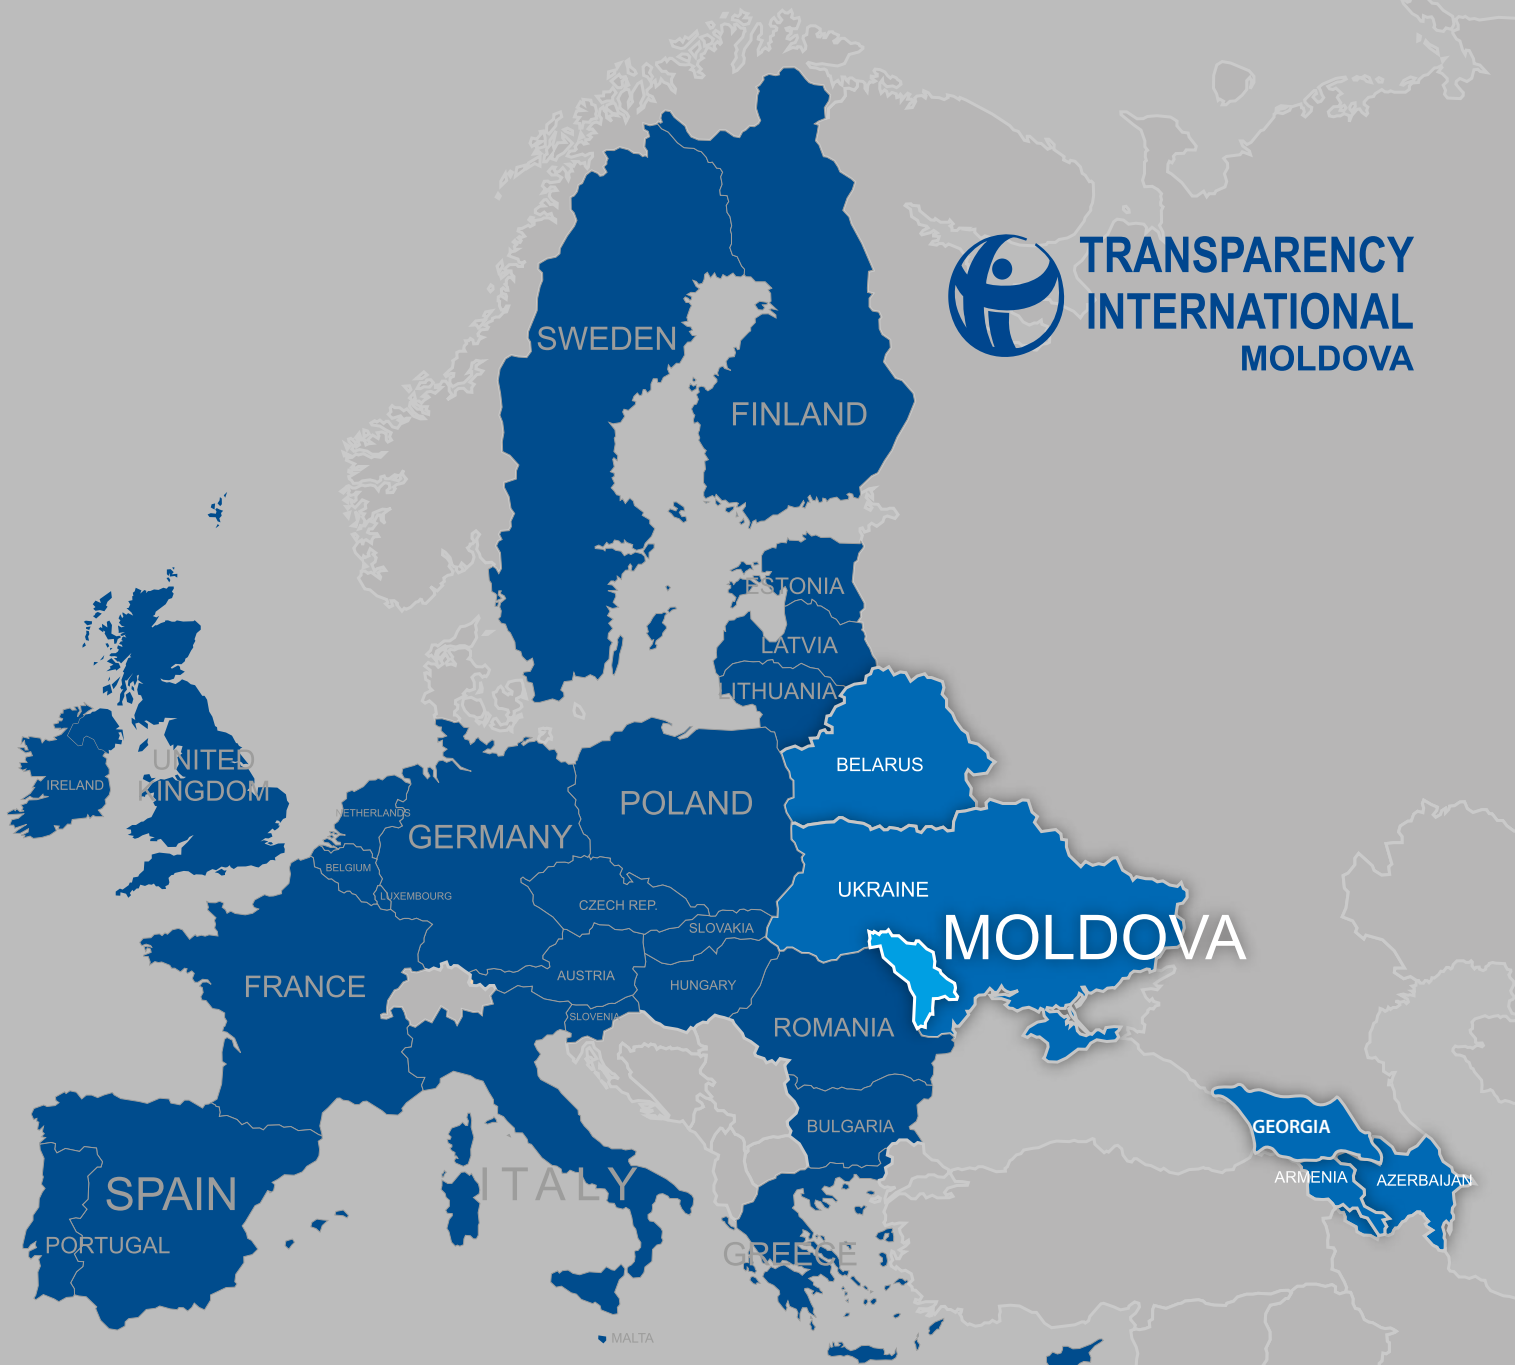 TRANSPARENCY
INTERNATIONAL
MOLDOVA
SWEDEN
FINLAND
ESTONIA
LATVIA
LITHUANIA
UNITED
KINGDOM
IRELAND
BELARUS
NETHERLANDS
POLAND
GERMANY
BELGIUM
LUXEMBOURG
UKRAINE
CZECH REP.
SLOVAKIA
MOLDOVA
AUSTRIA
HUNGARY
FRANCE
SLOVENIA
ROMANIA
BULGARIA
GEORGIA
ARMENIA
AZERBAIJAN
SPAIN
ITALY
PORTUGAL
GREECE
MALTA